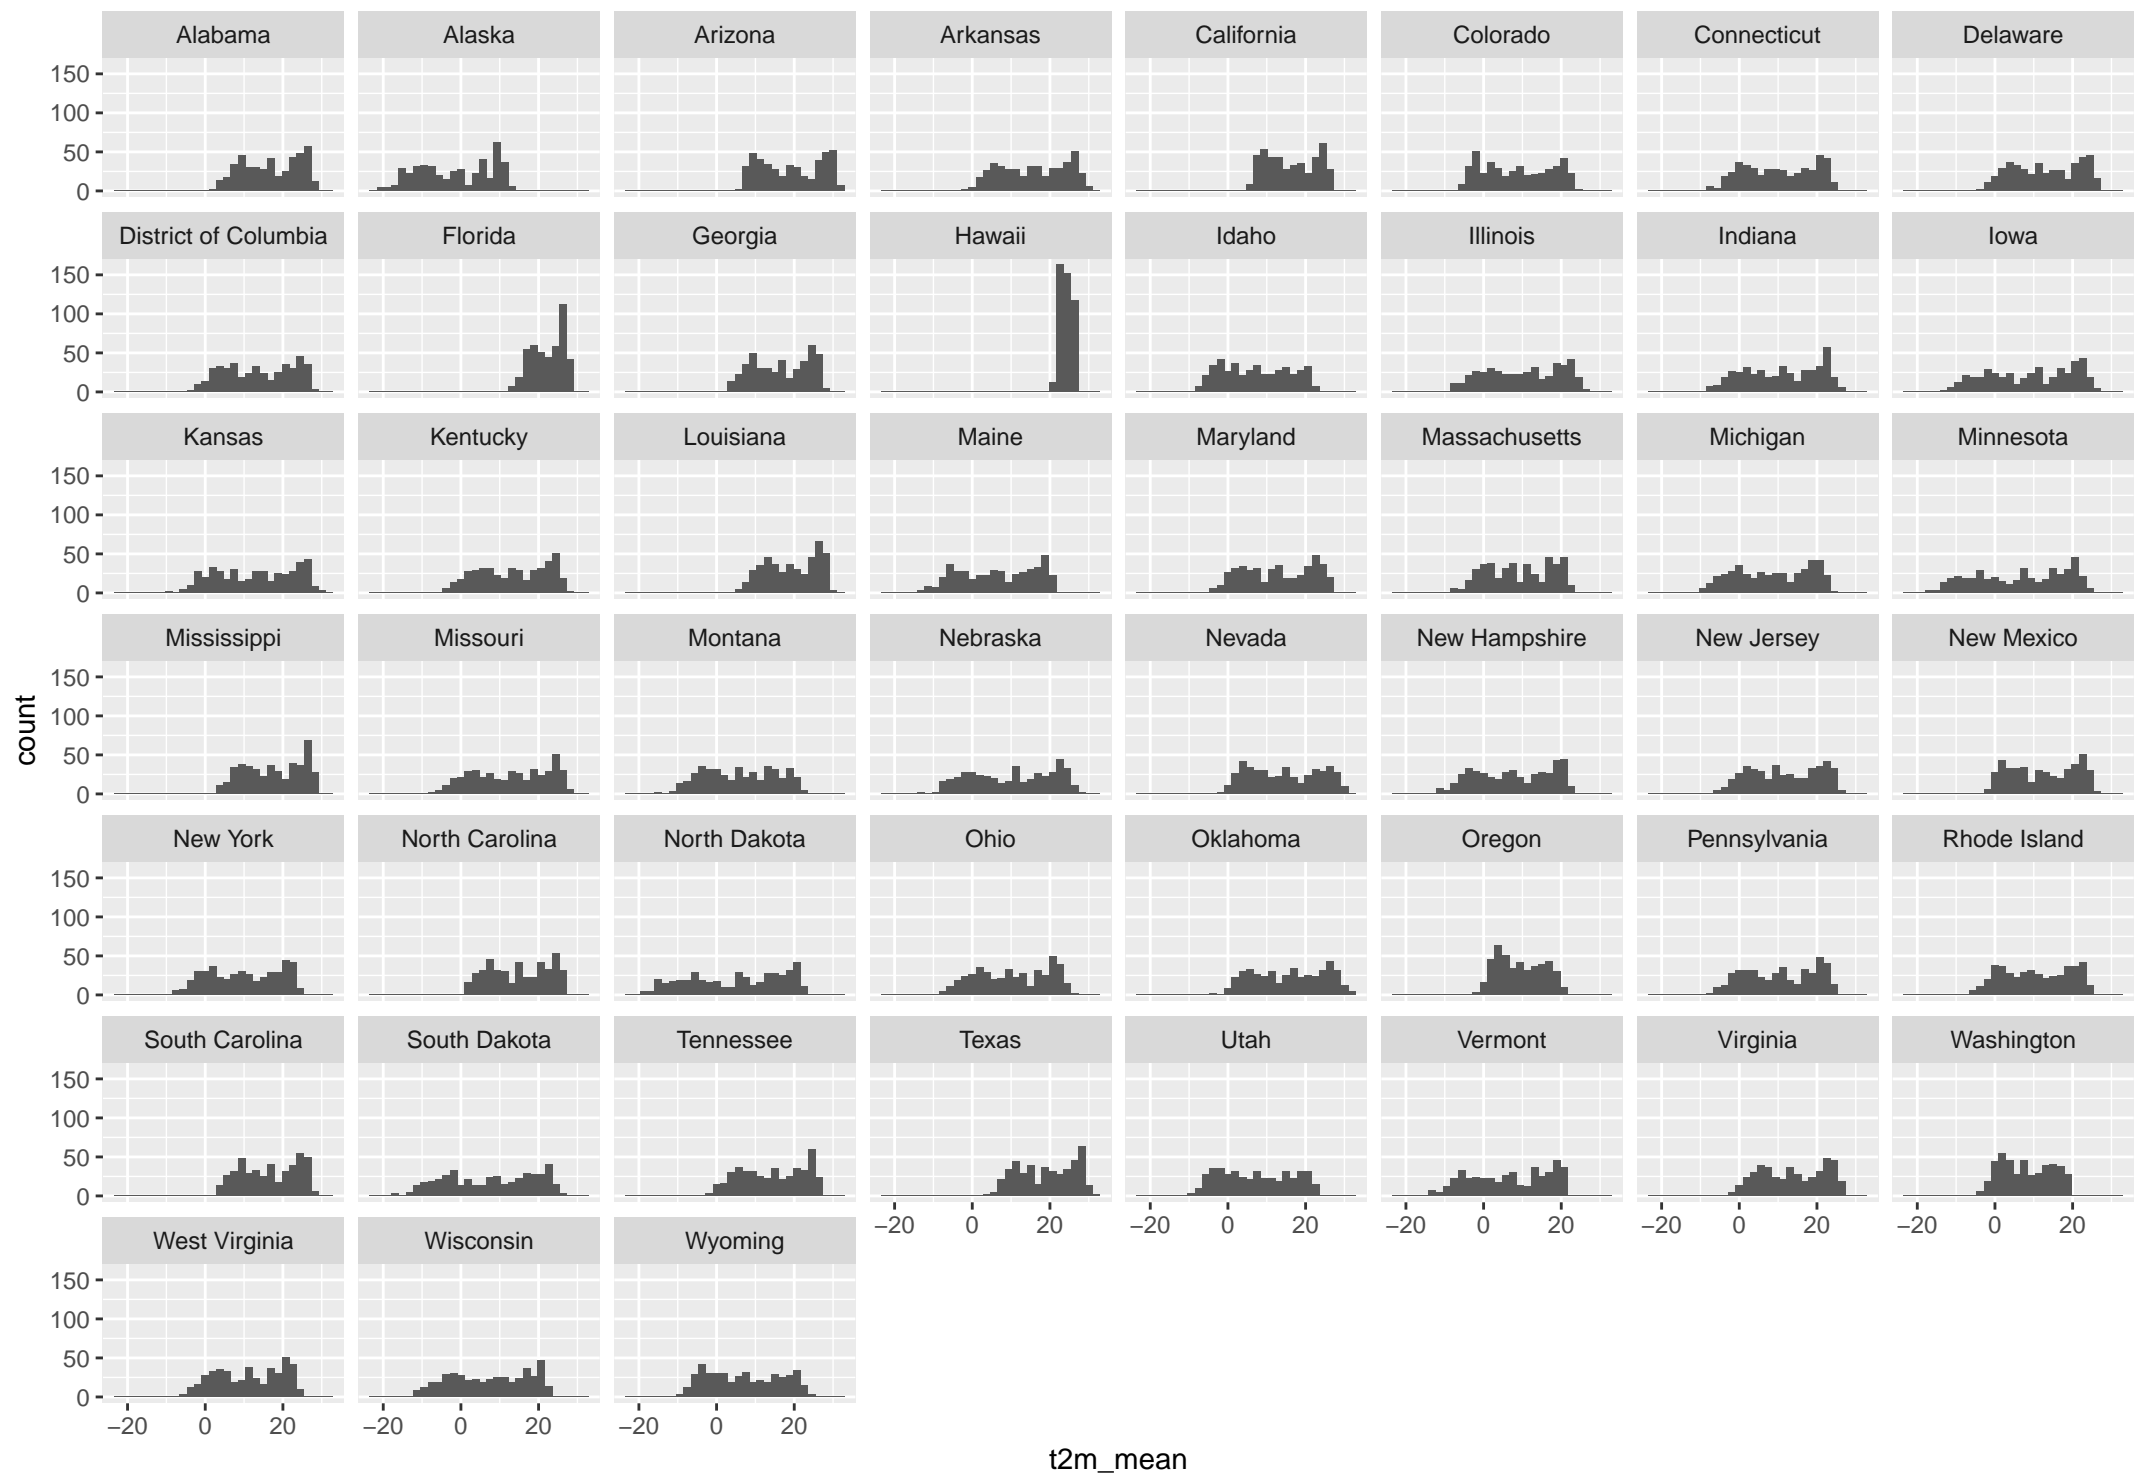 Alabama Alaska Arizona Arkansas California Colorado Connecticut Delaware
150
100
50
0
District of Columbia Florida Georgia Hawaii Idaho Illinois Indiana Iowa
150
100
50
0
Kansas Kentucky Louisiana Maine Maryland Massachusetts Michigan Minnesota
150
100
50
0
Mississippi Missouri Montana Nebraska Nevada New Hampshire New Jersey New Mexico
150
100
50
0
count
New York North Carolina North Dakota Ohio Oklahoma Oregon Pennsylvania Rhode Island
150
100
50
0
South Carolina South Dakota Tennessee Texas Utah Vermont Virginia Washington
150
100
50
0
−20 0 20 −20 0 20 −20 0 20 −20 0 20 −20 0 20
West Virginia Wisconsin Wyoming
150
100
50
0
−20 0 20 −20 0 20 −20 0 20
t2m_mean